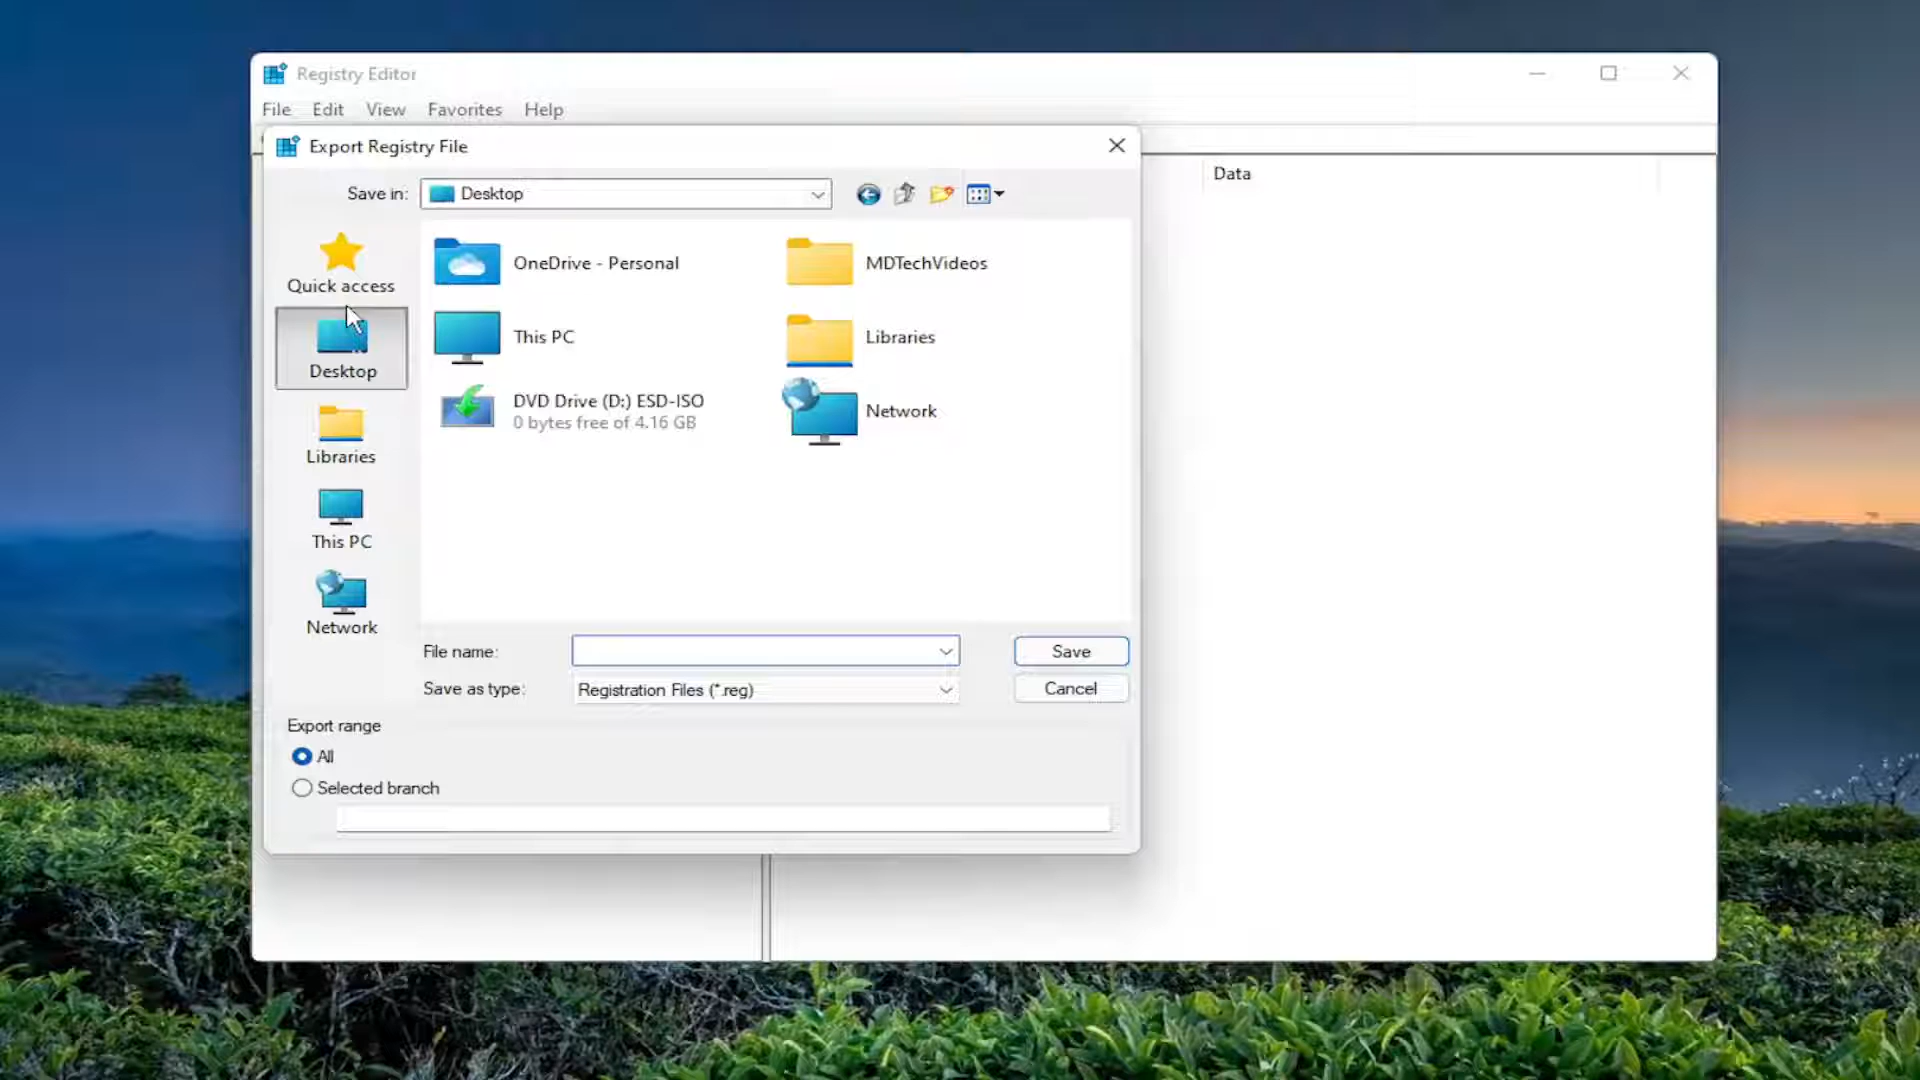 Registry Editor
File Edit View Favorites Help
Export Registry File
Save in: Desktop
Data
Quick access
Desktop
Libraries
This PC
Network
OneDrive - Personal
MDTechVideos
This PC
Libraries
DVD Drive (D:) ESD-ISO
0 bytes free of 4.16 GB
Network
File name:
Save
Save as type: Registration Files (*.reg)
Cancel
Export range
All
Selected branch